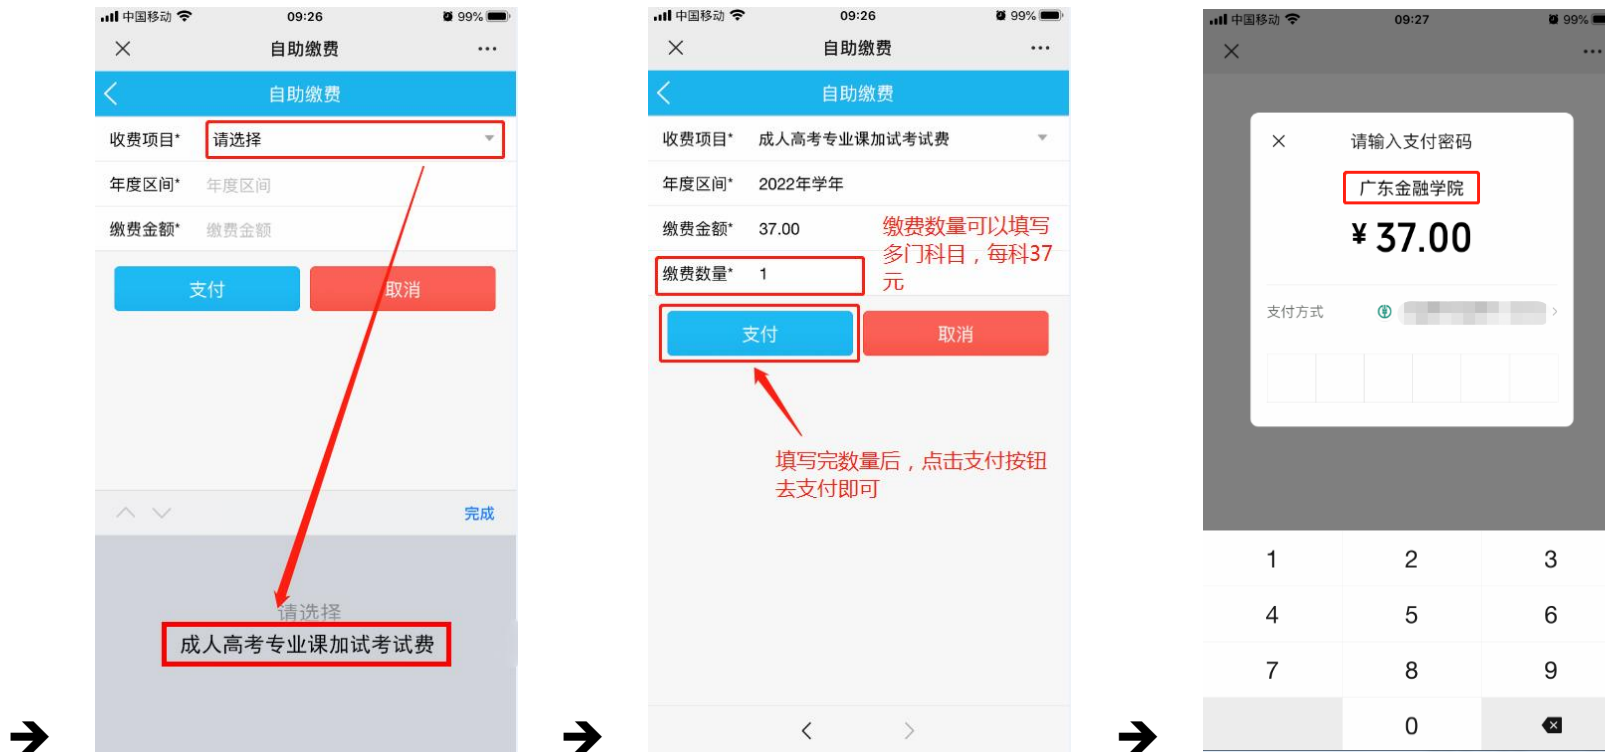 中国移动 09:26 99%
自助缴费
自助缴费
收费项目* 请选择
年度区间* 年度区间
缴费金额* 缴费金额
支付 取消
完成
请选择
成人高考专业课加试考试费
中国移动 09:26 99%
自助缴费
自助缴费
收费项目* 成人高考专业课加试考试费
年度区间* 2022年学年
缴费金额* 37.00
缴费数量* 1
缴费数量可以填写
多门科目，每科37
元
支付 取消
填写完数量后，点击支付按钮
去支付即可
中国移动 09:27 99%
请输入支付密码
广东金融学院
¥37.00
支付方式
1 2 3
4 5 6
7 8 9
0